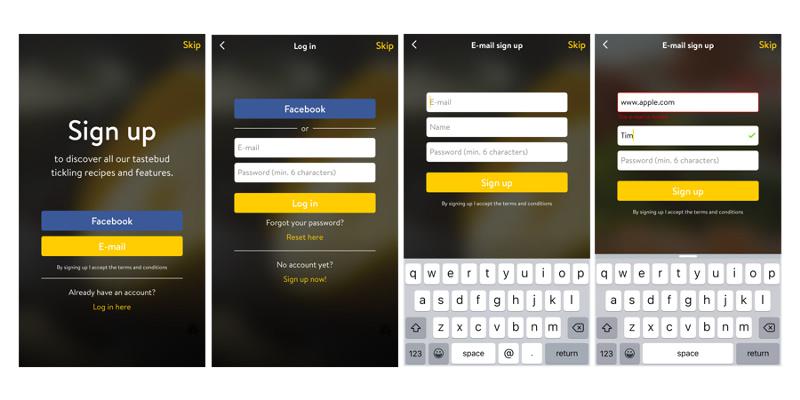 Skip
Sign up
to discover all our tastebud
tickling recipes and features.
Facebook
E-mail
By signing up I accept the terms and conditions
Already have an account?
Log in here
Log in
Skip
Facebook
or
E-mail
Password (min. 6 characters)
Log in
Forgot your password?
Reset here
No account yet?
Sign up now!
E-mail sign up
Skip
E-mail
Name
Password (min. 6 characters)
Sign up
By signing up I accept the terms and conditions
q w e r t y u i o p
a s d f g h j k l
z x c v b n m
123 space @ . return
E-mail sign up
Skip
www.apple.com
Tim
Password (min. 6 characters)
Sign up
By signing up I accept the terms and conditions
q w e r t y u i o p
a s d f g h j k l
z x c v b n m
123 space return